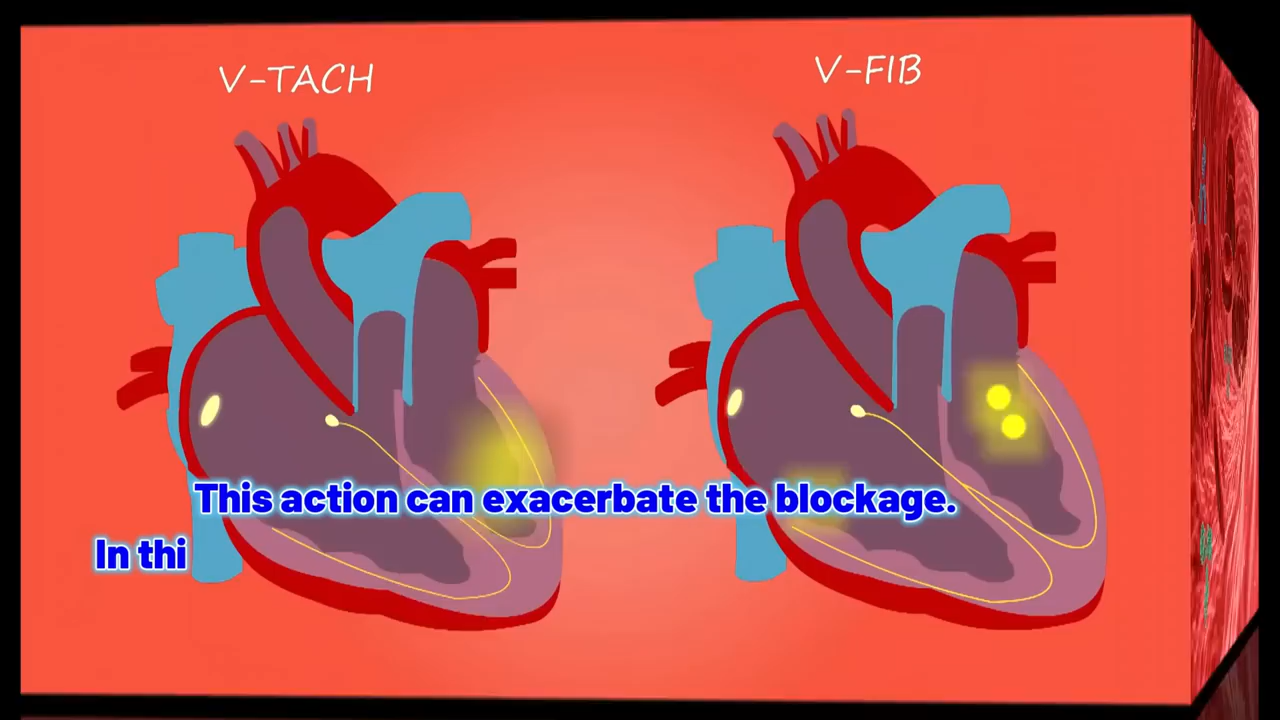 V-TACH
V-FIB
This action can exacerbate the blockage.
In thi